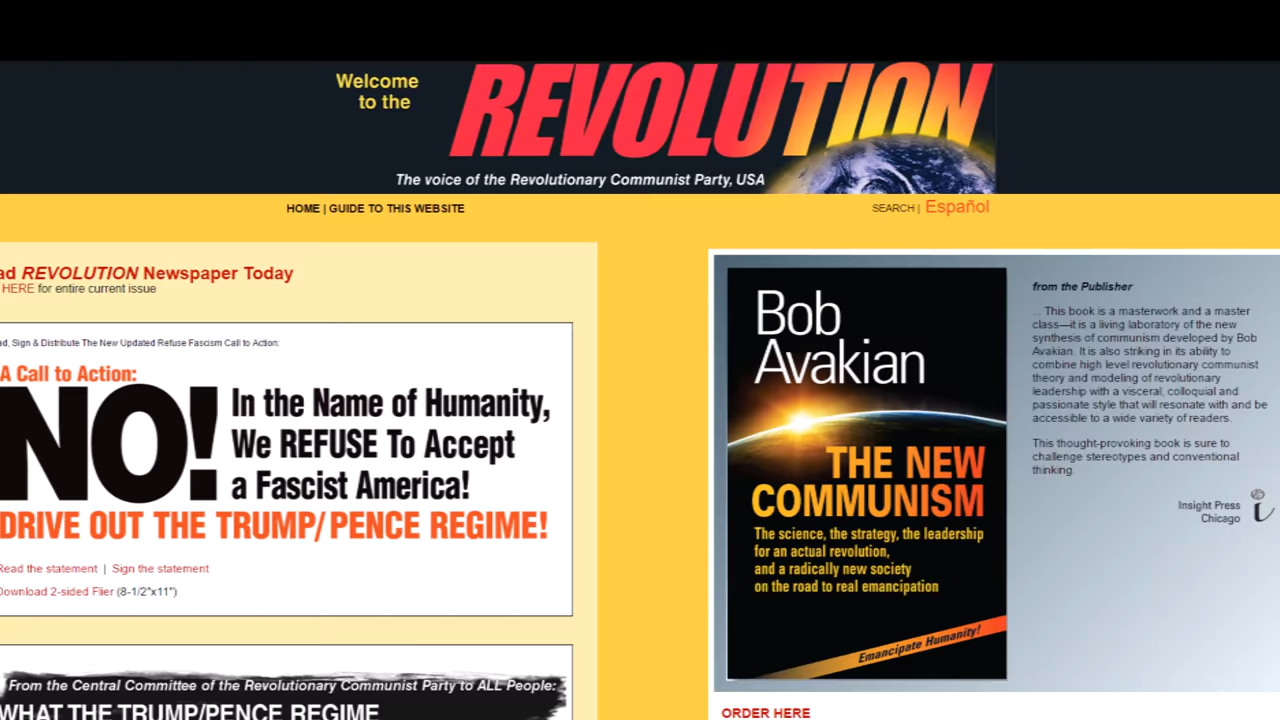 Welcome
to the
REVOLUTION
The voice of the Revolutionary Communist Party, USA
HOME | GUIDE TO THIS WEBSITE
SEARCH | Español
ad REVOLUTION Newspaper Today
HERE for entire current issue
ad, Sign & Distribute The New Updated Refuse Fascism Call to Action:
A Call to Action:
NO!
In the Name of Humanity,
We REFUSE To Accept
a Fascist America!
DRIVE OUT THE TRUMP/PENCE REGIME!
Read the statement | Sign the statement
Download 2-sided Flier (8-1/2"x11")
From the Central Committee of the Revolutionary Communist Party to ALL People:
WHAT THE TRUMP/PENCE REGIME
Bob
Avakian
THE NEW
COMMUNISM
The science, the strategy, the leadership
for an actual revolution,
and a radically new society
on the road to real emancipation
Emancipate Humanity!
from the Publisher
... This book is a masterwork and a master
class—it is a living laboratory of the new
synthesis of communism developed by Bob
Avakian. It is also striking in its ability to
combine high level revolutionary communist
theory and modeling of revolutionary
leadership with a visceral, colloquial and
passionate style that will resonate with and be
accessible to a wide variety of readers.
This thought-provoking book is sure to
challenge stereotypes and conventional
thinking.
Insight Press
Chicago
i
ORDER HERE